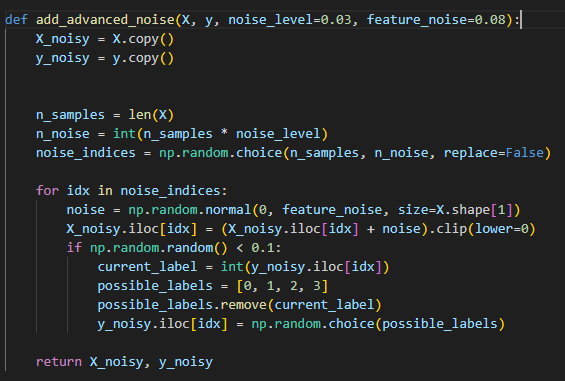 def add_advanced_noise(X, y, noise_level=0.03, feature_noise=0.08):
    X_noisy = X.copy()
    y_noisy = y.copy()


    n_samples = len(X)
    n_noise = int(n_samples * noise_level)
    noise_indices = np.random.choice(n_samples, n_noise, replace=False)

    for idx in noise_indices:
        noise = np.random.normal(0, feature_noise, size=X.shape[1])
        X_noisy.iloc[idx] = (X_noisy.iloc[idx] + noise).clip(lower=0)
        if np.random.random() < 0.1:
            current_label = int(y_noisy.iloc[idx])
            possible_labels = [0, 1, 2, 3]
            possible_labels.remove(current_label)
            y_noisy.iloc[idx] = np.random.choice(possible_labels)

    return X_noisy, y_noisy